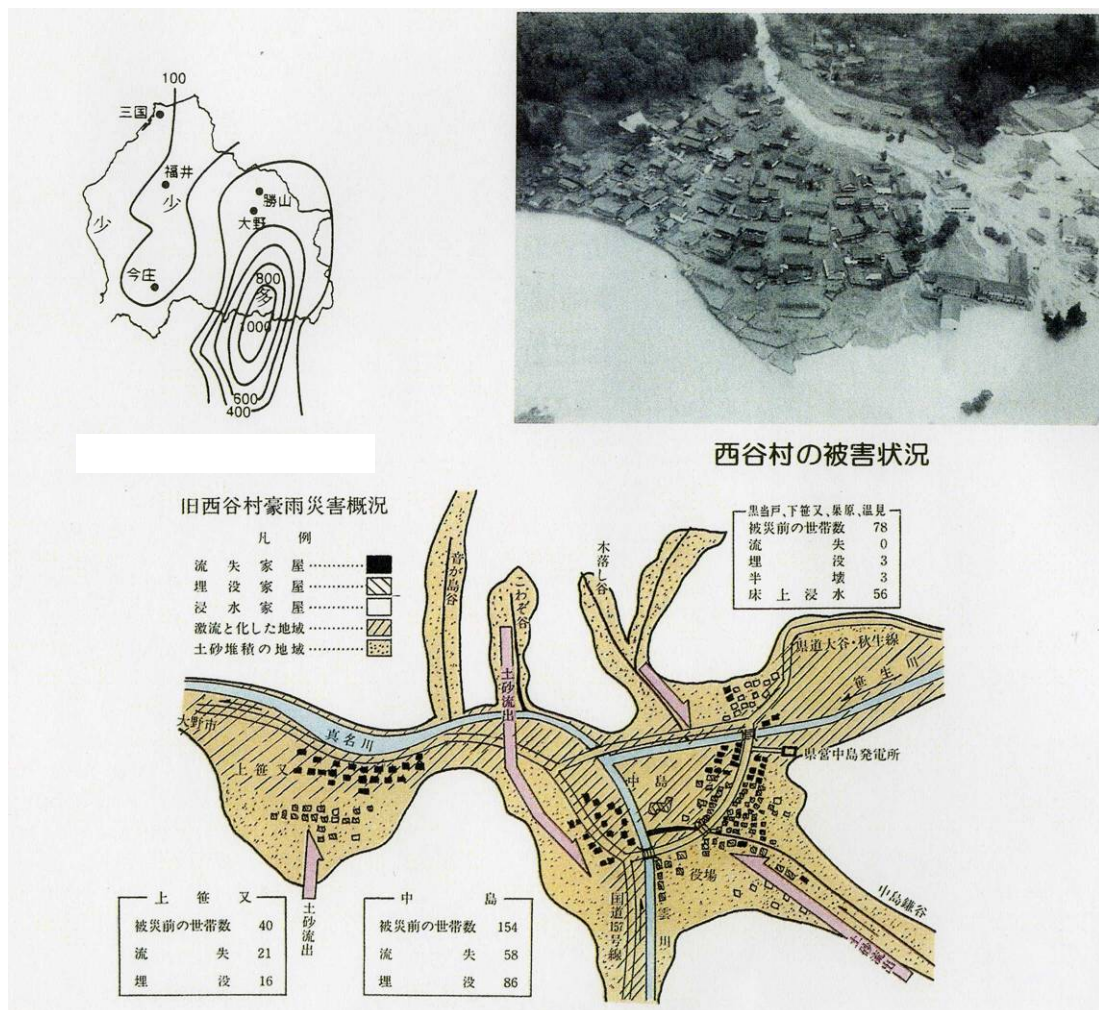 100
三国
福井
少
少
勝山
大野
今庄
800
多
1000
600
400
西谷村の被害状況
旧西谷村豪雨災害概況
凡例
流失家屋…………
埋没家屋…………
浸水家屋…………
激流と化した地域…………
土砂堆積の地域…………
音が島谷
こわぞ谷
木落し谷
黒当戸、下笹又、巣原、温見
被災前の世帯数 78
流失 0
埋没 3
半壊 3
床上浸水 56
県道大谷・秋生線
笹生川
土砂流出
大野市
真名川
上笹又
中島
県営中島発電所
役場
中島鎌谷
国道157号線
雲川
土砂流出
土砂流出
上笹又
被災前の世帯数 40
流失 21
埋没 16
中島
被災前の世帯数 154
流失 58
埋没 86